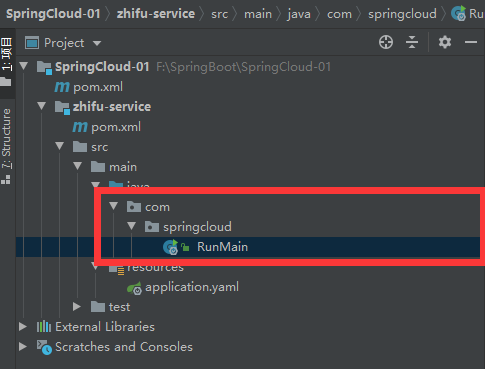 SpringCloud-01 〉 zhifu-service 〉 src 〉 main 〉 java 〉 com 〉 springcloud 〉 Ru
1: 项目
Project
SpringCloud-01 F:\SpringBoot\SpringCloud-01
pom.xml
zhifu-service
pom.xml
src
main
java
com
springcloud
RunMain
resources
application.yaml
test
External Libraries
Scratches and Consoles
7: Structure